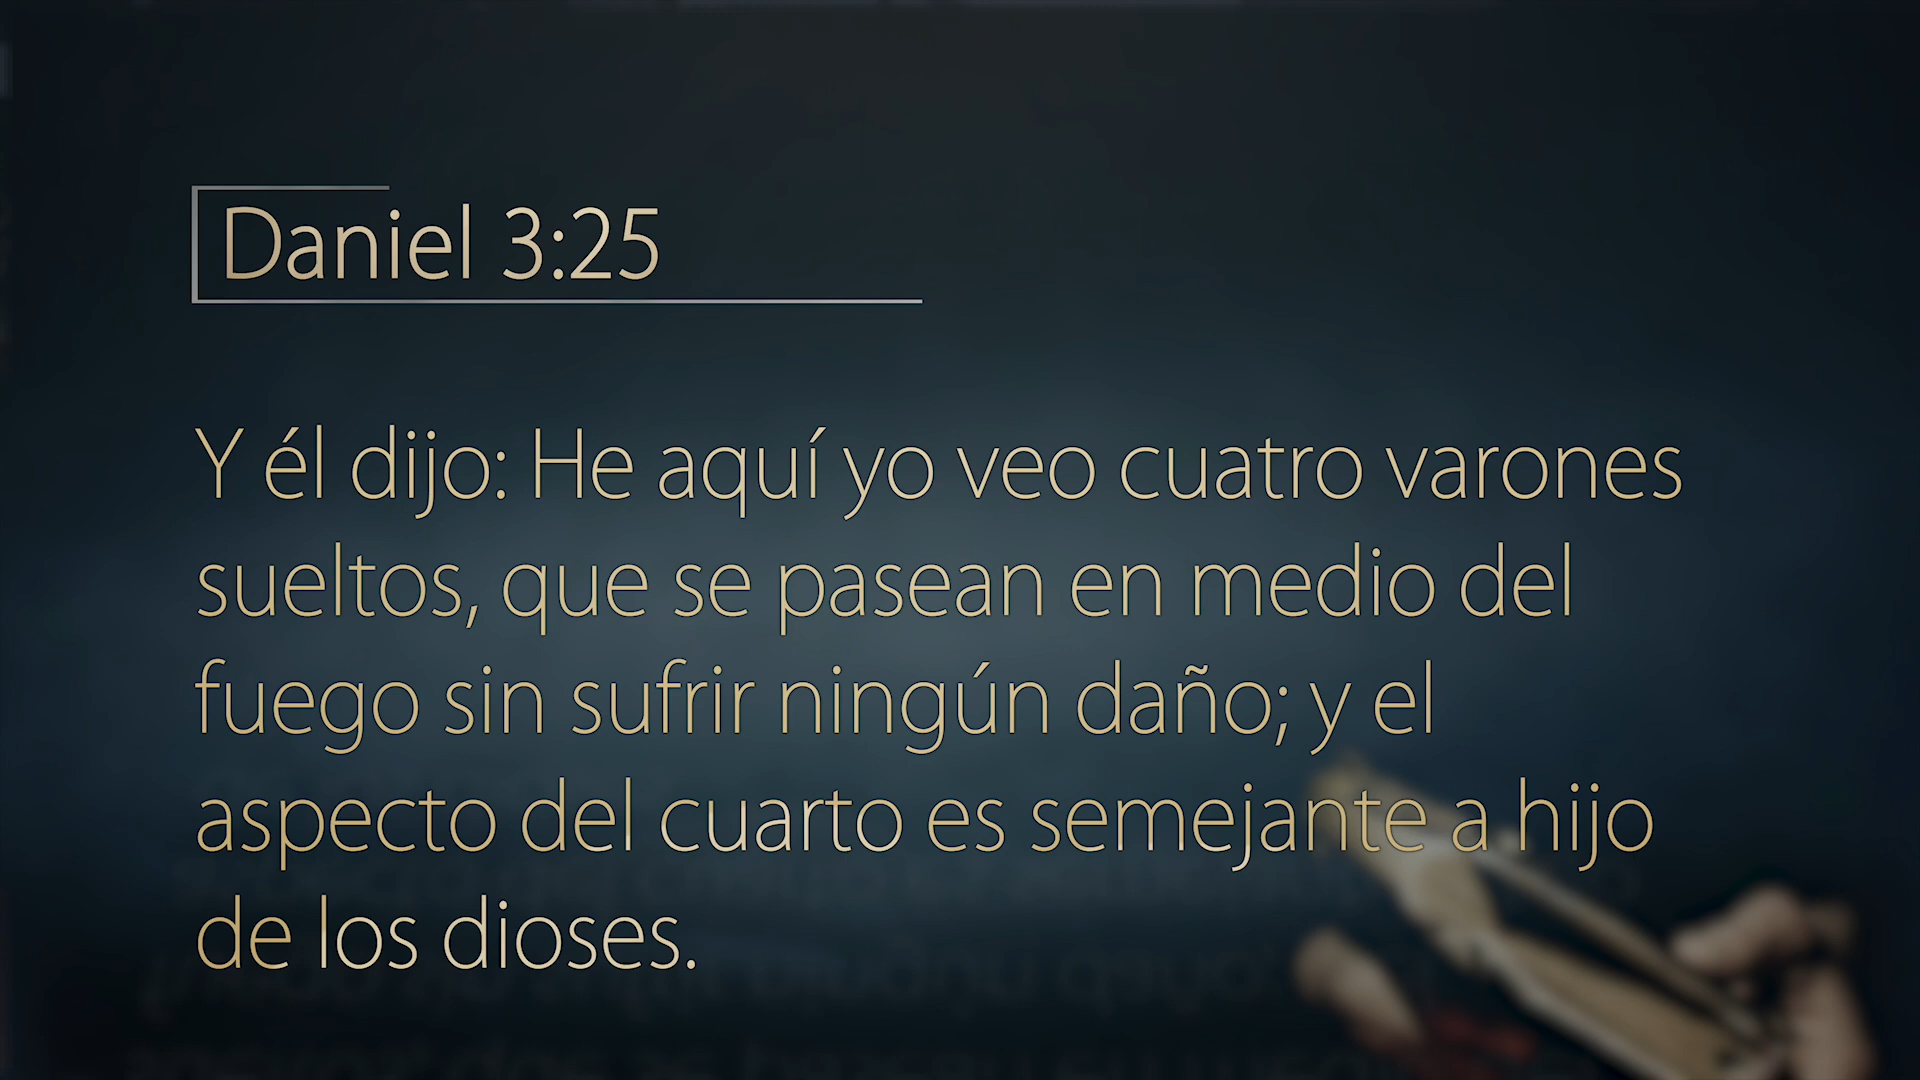 Daniel 3:25
Y él dijo: He aquí yo veo cuatro varones
sueltos, que se pasean en medio del
fuego sin sufrir ningún daño; y el
aspecto del cuarto es semejante a hijo
de los dioses.